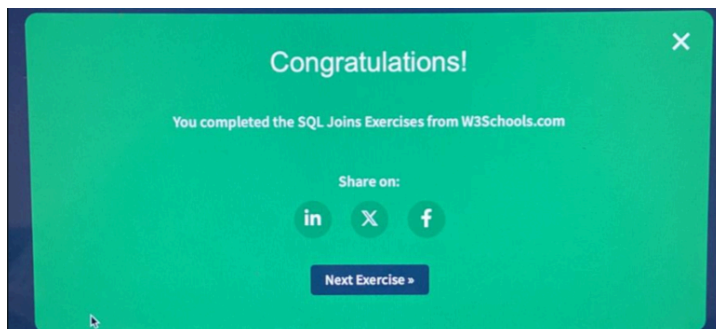 Congratulations!
You completed the SQL Joins Exercises from W3Schools.com
Share on:
in X f
Next Exercise »